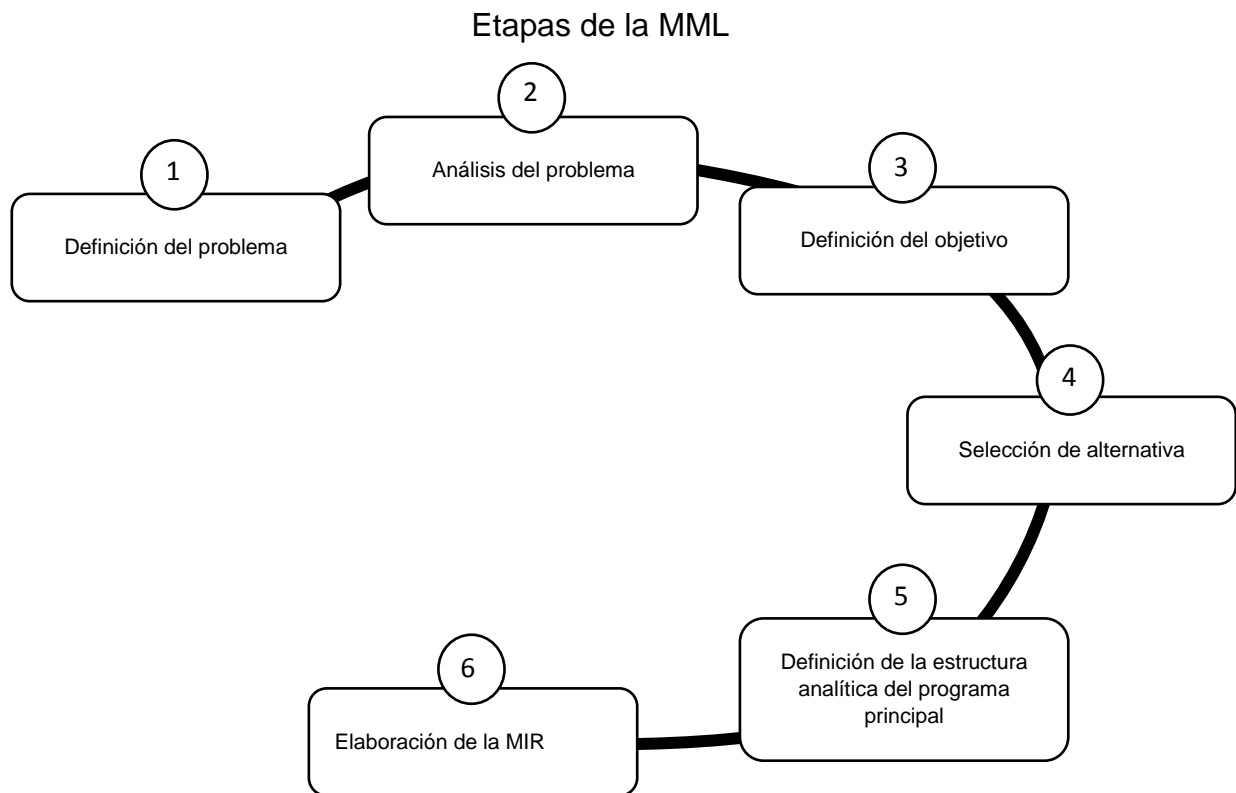 Etapas de la MML
1
Definición del problema
2
Análisis del problema
3
Definición del objetivo
4
Selección de alternativa
5
Definición de la estructura
analítica del programa
principal
6
Elaboración de la MIR